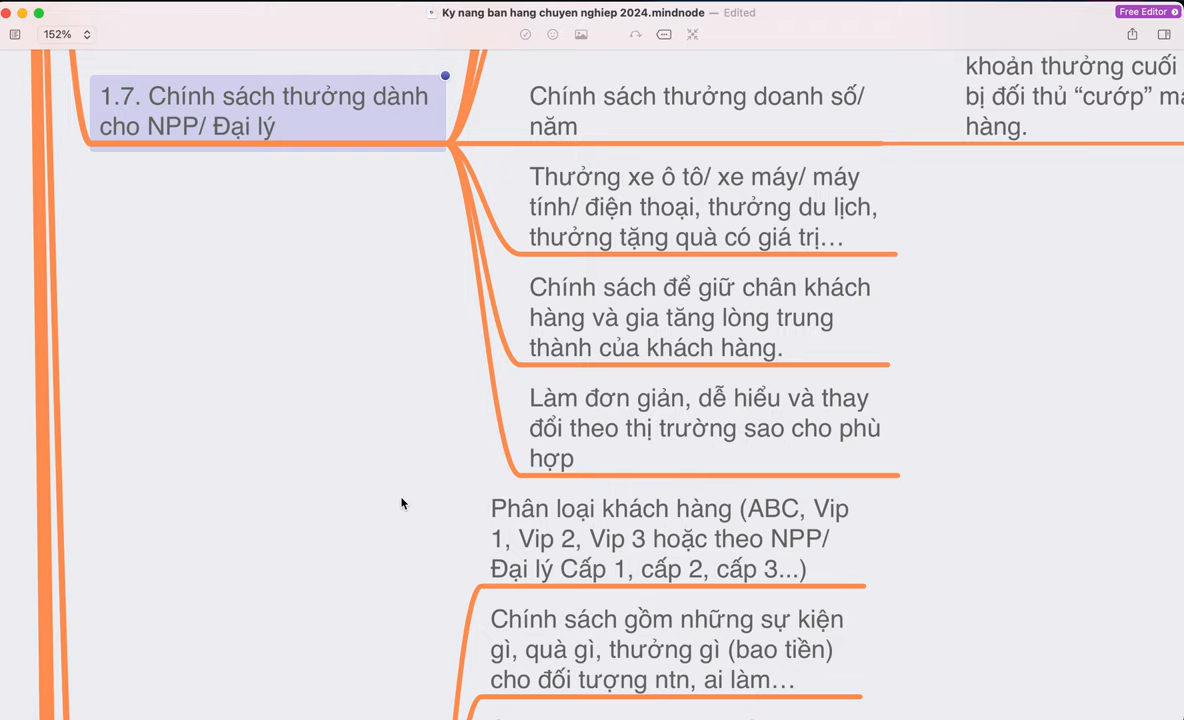 Ky nang ban hang chuyen nghiep 2024.mindnode — Edited
Free Editor
152%
1.7. Chính sách thưởng dành
cho NPP/ Đại lý
Chính sách thưởng doanh số/
năm
khoản thưởng cuối
bị đối thủ “cướp”
hàng.
Thưởng xe ô tô/ xe máy/ máy
tính/ điện thoại, thưởng du lịch,
thưởng tặng quà có giá trị…
Chính sách để giữ chân khách
hàng và gia tăng lòng trung
thành của khách hàng.
Làm đơn giản, dễ hiểu và thay
đổi theo thị trường sao cho phù
hợp
Phân loại khách hàng (ABC, Vip
1, Vip 2, Vip 3 hoặc theo NPP/
Đại lý Cấp 1, cấp 2, cấp 3...)
Chính sách gồm những sự kiện
gì, quà gì, thưởng gì (bao tiền)
cho đối tượng ntn, ai làm…